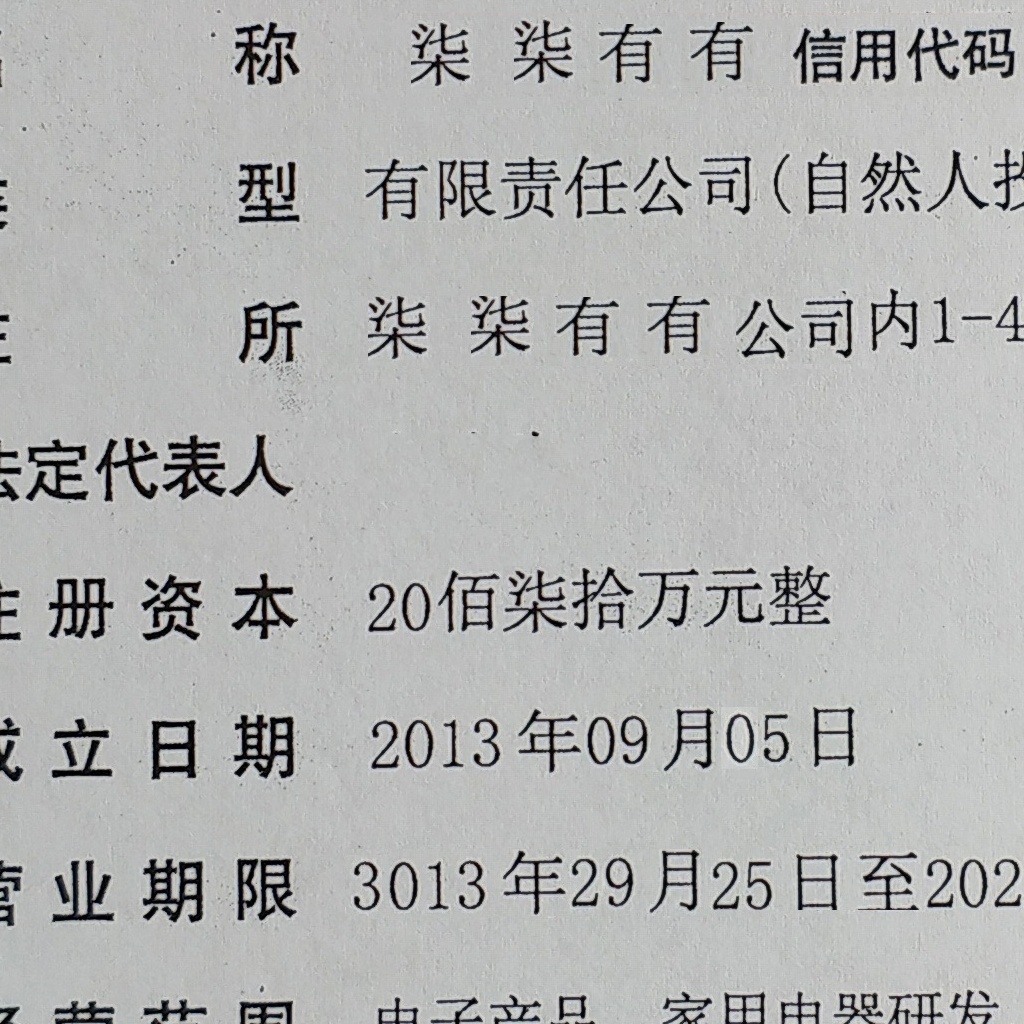 称 柒柒有有 信用代码
型 有限责任公司(自然人投
所 柒柒有有公司内1-4
法定代表人
注册资本 20佰柒拾万元整
成立日期 2013年09月05日
营业期限 3013年29月25日至202
经营范围 电子产品、家用电器研发